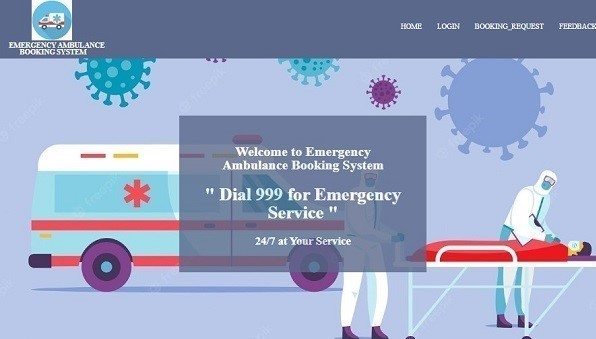 EMERGENCY AMBULANCE
BOOKING SYSTEM
HOME LOGIN BOOKING_REQUEST FEEDBACK
Welcome to Emergency
Ambulance Booking System
" Dial 999 for Emergency
Service "
24/7 at Your Service